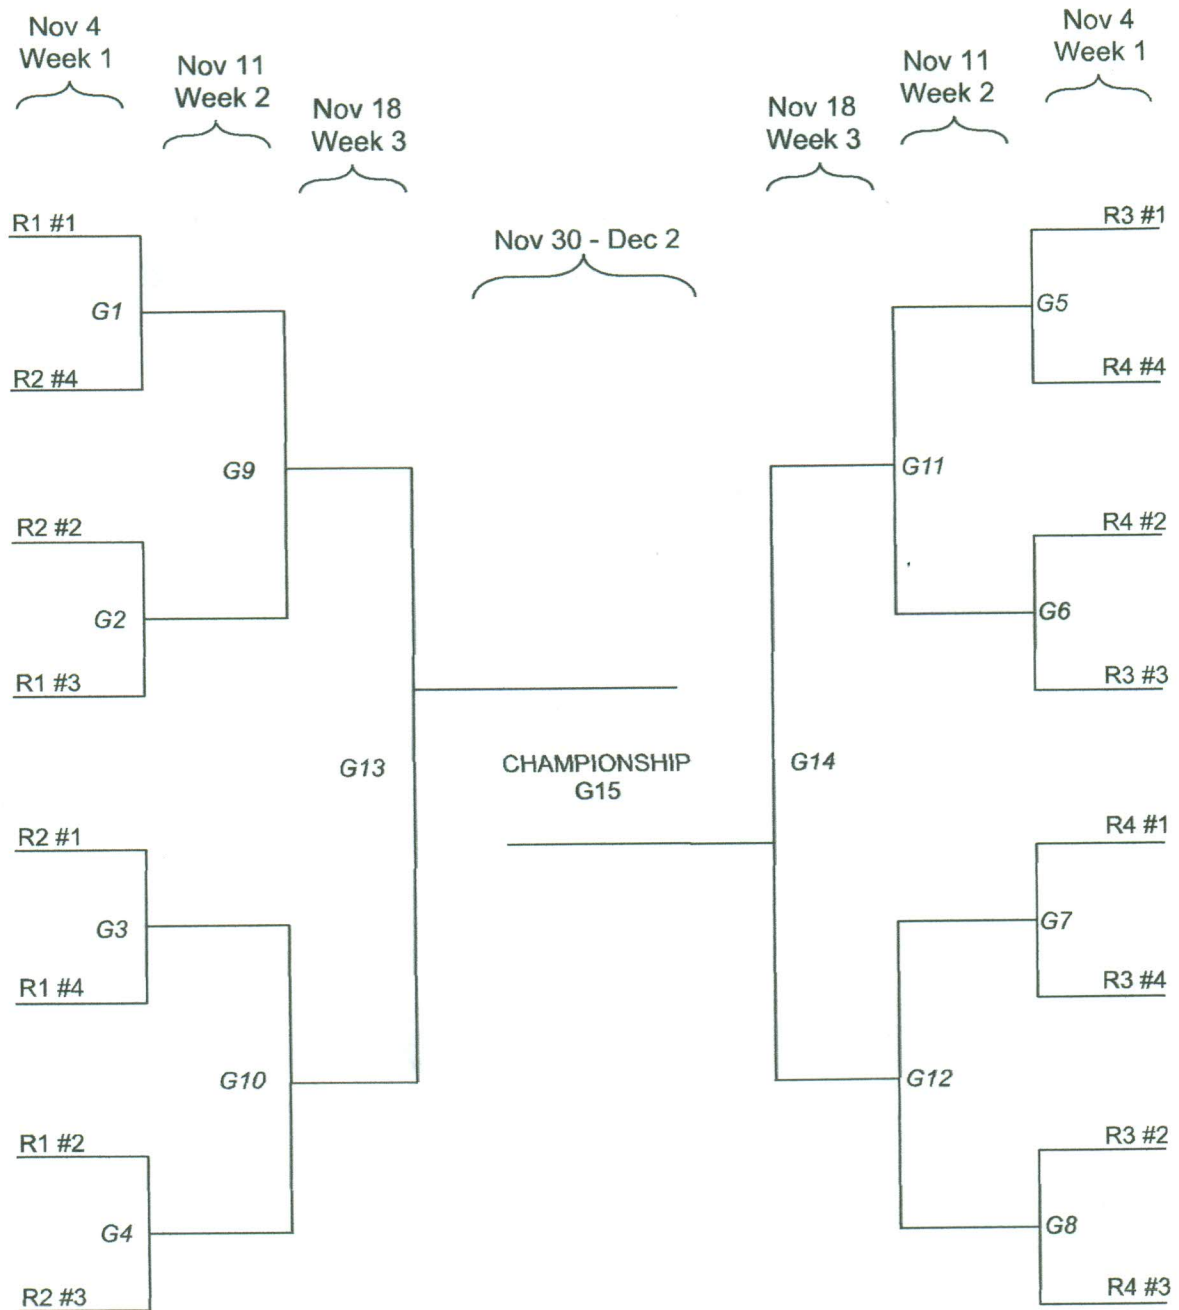 Nov 4
Week 1
Nov 11
Week 2
Nov 18
Week 3
Nov 30 - Dec 2
Nov 18
Week 3
Nov 11
Week 2
Nov 4
Week 1
R1 #1
G1
R2 #4
G9
R2 #2
G2
R1 #3
G13
R2 #1
G3
R1 #4
G10
R1 #2
G4
R2 #3
CHAMPIONSHIP
G15
R3 #1
G5
R4 #4
G11
R4 #2
G6
R3 #3
G14
R4 #1
G7
R3 #4
G12
R3 #2
G8
R4 #3